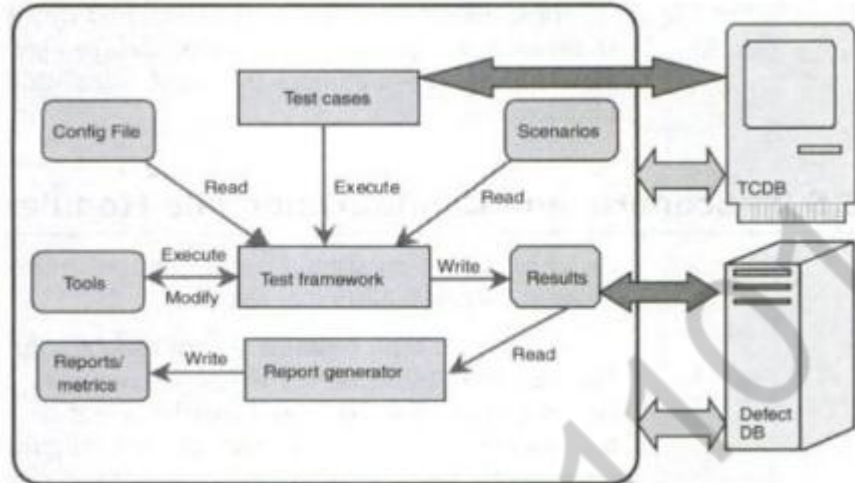 Test cases
Config File
Scenarios
TCDB
Read
Execute
Read
Execute
Tools
Modify
Test framework
Write
Results
Read
Reports/
metrics
Write
Report generator
Defect
DB